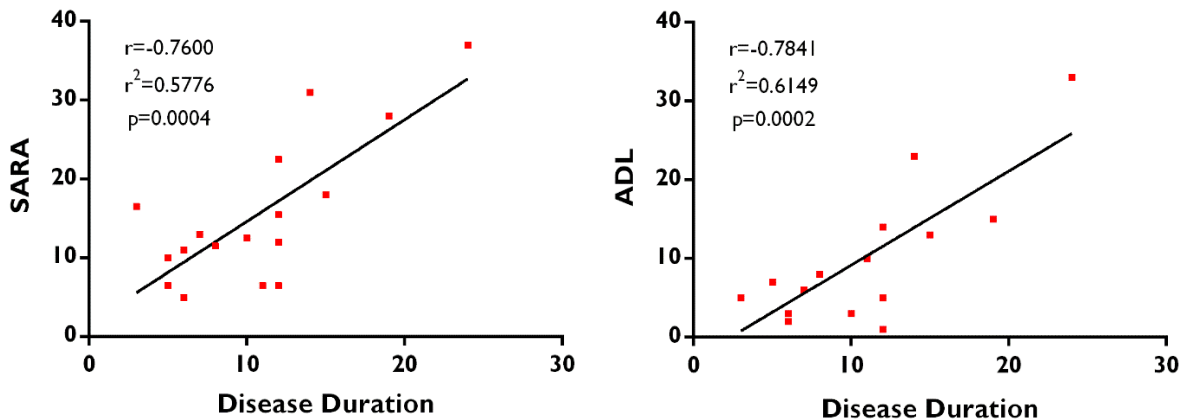 40
r=-0.7600
r²=0.5776
p=0.0004
30
20
10
0
SARA
0 10 20 30
Disease Duration
40
r=-0.7841
r²=0.6149
p=0.0002
30
20
10
0
ADL
0 10 20 30
Disease Duration